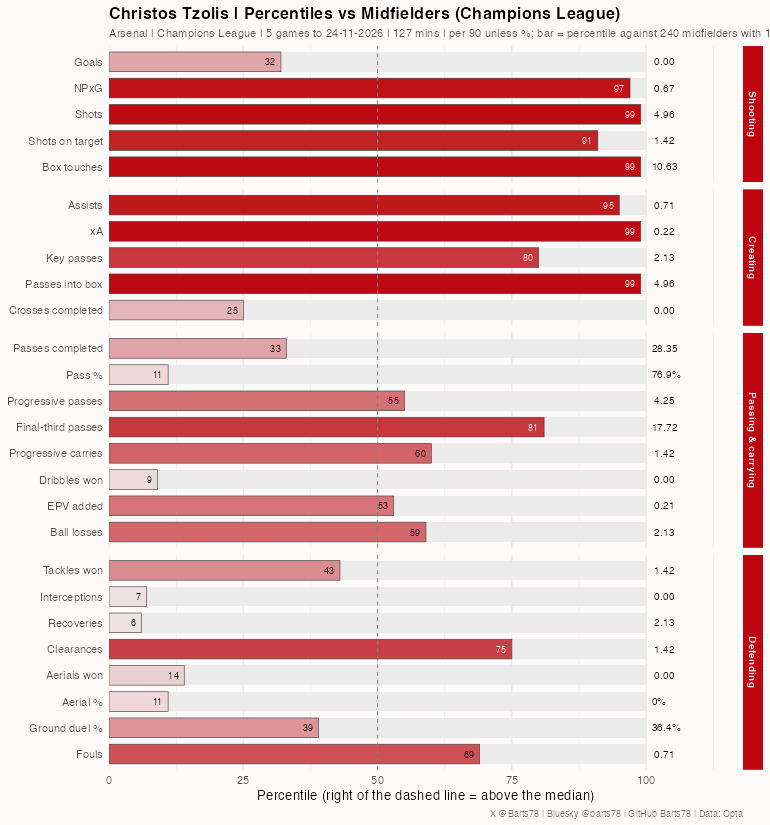 Christos Tzolis | Percentiles vs Midfielders (Champions League)
Arsenal | Champions League | 5 games to 24-11-2026 | 127 mins | per 90 unless %; bar = percentile against 240 midfielders with 1
Goals 32 0.00
NPxG 97 0.67
Shots 99 4.96
Shots on target 91 1.42
Box touches 99 10.63
Shooting
Assists 95 0.71
xA 99 0.22
Key passes 80 2.13
Passes into box 99 4.96
Crosses completed 25 0.00
Creating
Passes completed 33 28.35
Pass % 11 76.9%
Progressive passes 55 4.25
Final-third passes 81 17.72
Progressive carries 60 1.42
Dribbles won 9 0.00
EPV added 53 0.21
Ball losses 59 2.13
Passing & carrying
Tackles won 43 1.42
Interceptions 7 0.00
Recoveries 6 2.13
Clearances 75 1.42
Aerials won 14 0.00
Aerial % 11 0%
Ground duel % 39 36.4%
Fouls 69 0.71
Defending
0 25 50 75 100
Percentile (right of the dashed line = above the median)
X @Barts78 | Bluesky @barts78 | GitHub Barts78 | Data: Opta